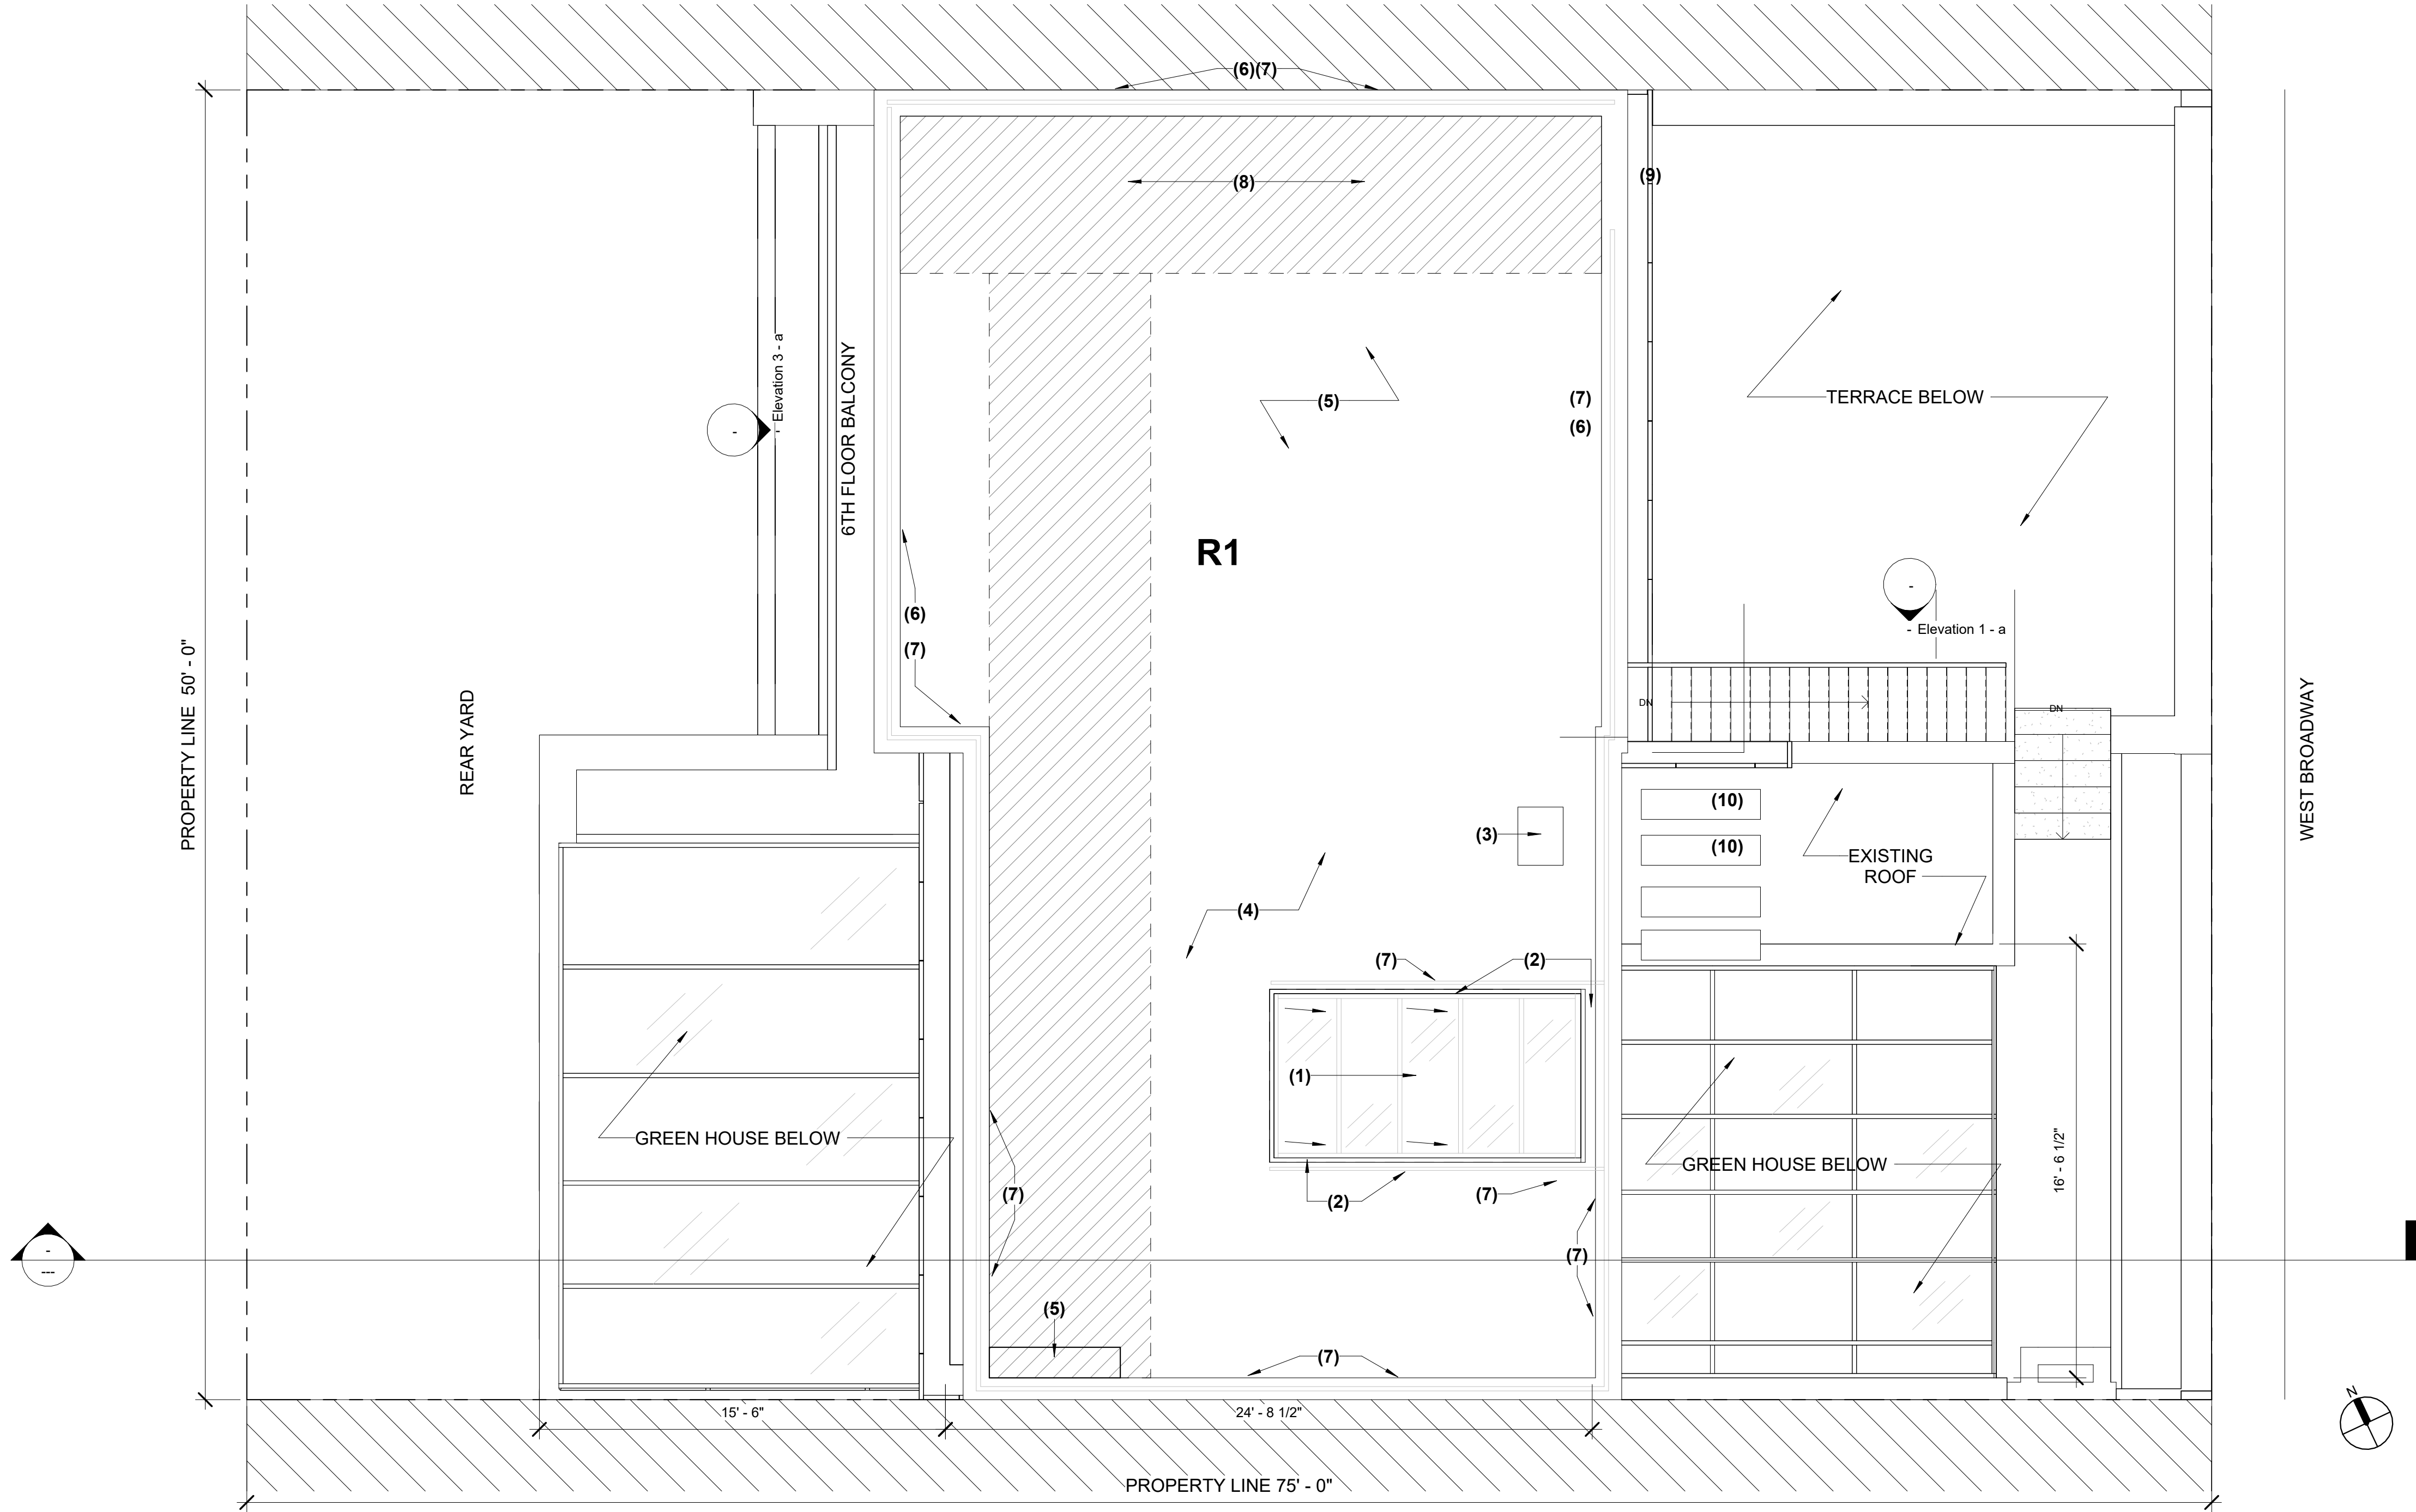 (6)(7)
(8)
(9)
- Elevation 3 - a
-
6TH FLOOR BALCONY
(5)
(7)
(6)
TERRACE BELOW
R1
-
- Elevation 1 - a
(6)
(7)
PROPERTY LINE 50' - 0"
REAR YARD
DN
DN
WEST BROADWAY
(10)
(3)
(10)
EXISTING
ROOF
(4)
(7)
(2)
(1)
GREEN HOUSE BELOW
GREEN HOUSE BELOW
16' - 6 1/2"
(7)
(2)
(7)
(7)
-
---
(5)
(7)
N
15' - 6"
24' - 8 1/2"
PROPERTY LINE 75' - 0"